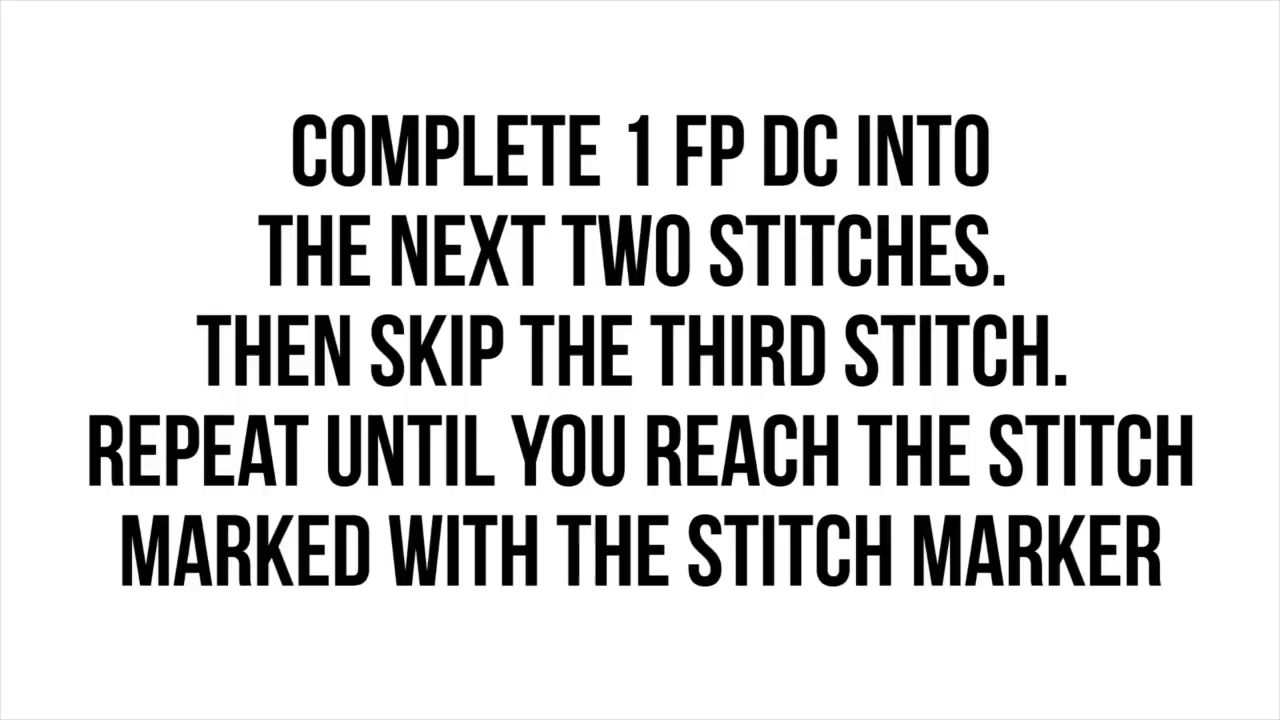 COMPLETE 1 FP DC INTO
THE NEXT TWO STITCHES.
THEN SKIP THE THIRD STITCH.
REPEAT UNTIL YOU REACH THE STITCH
MARKED WITH THE STITCH MARKER